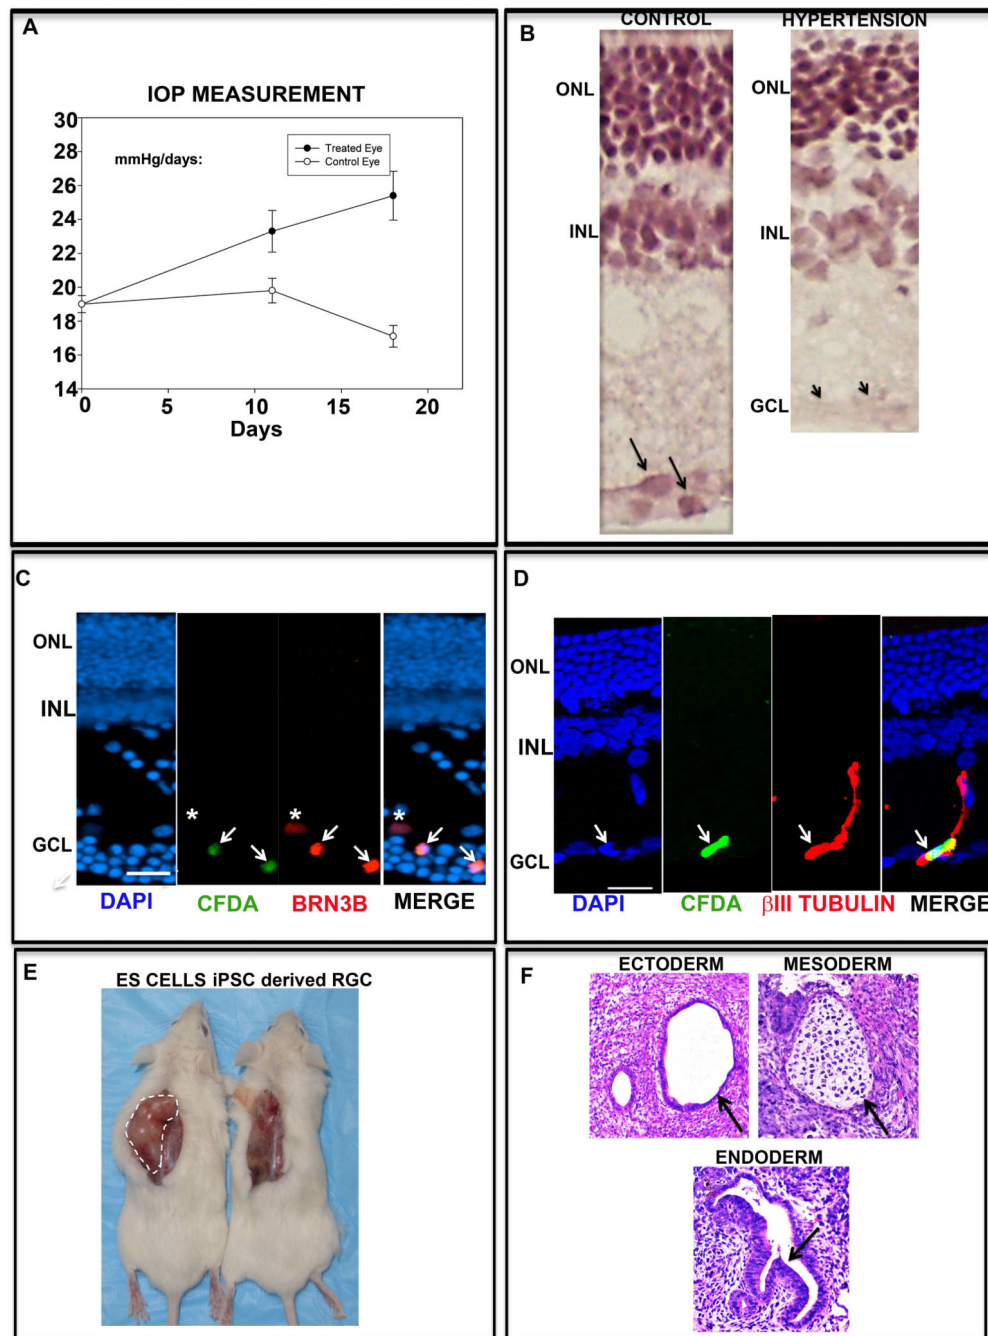 A
IOP MEASUREMENT
30
28
26
24
22
20
18
16
14
mmHg/days:
Treated Eye
Control Eye
0 5 10 15 20
Days
B
CONTROL HYPERTENSION
ONL ONL
INL INL
GCL
C
ONL
INL
GCL
* * *
DAPI CFDA BRN3B MERGE
D
ONL
INL
GCL
DAPI CFDA βIII TUBULIN MERGE
E
ES CELLS iPSC derived RGC
F
ECTODERM MESODERM
ENDODERM